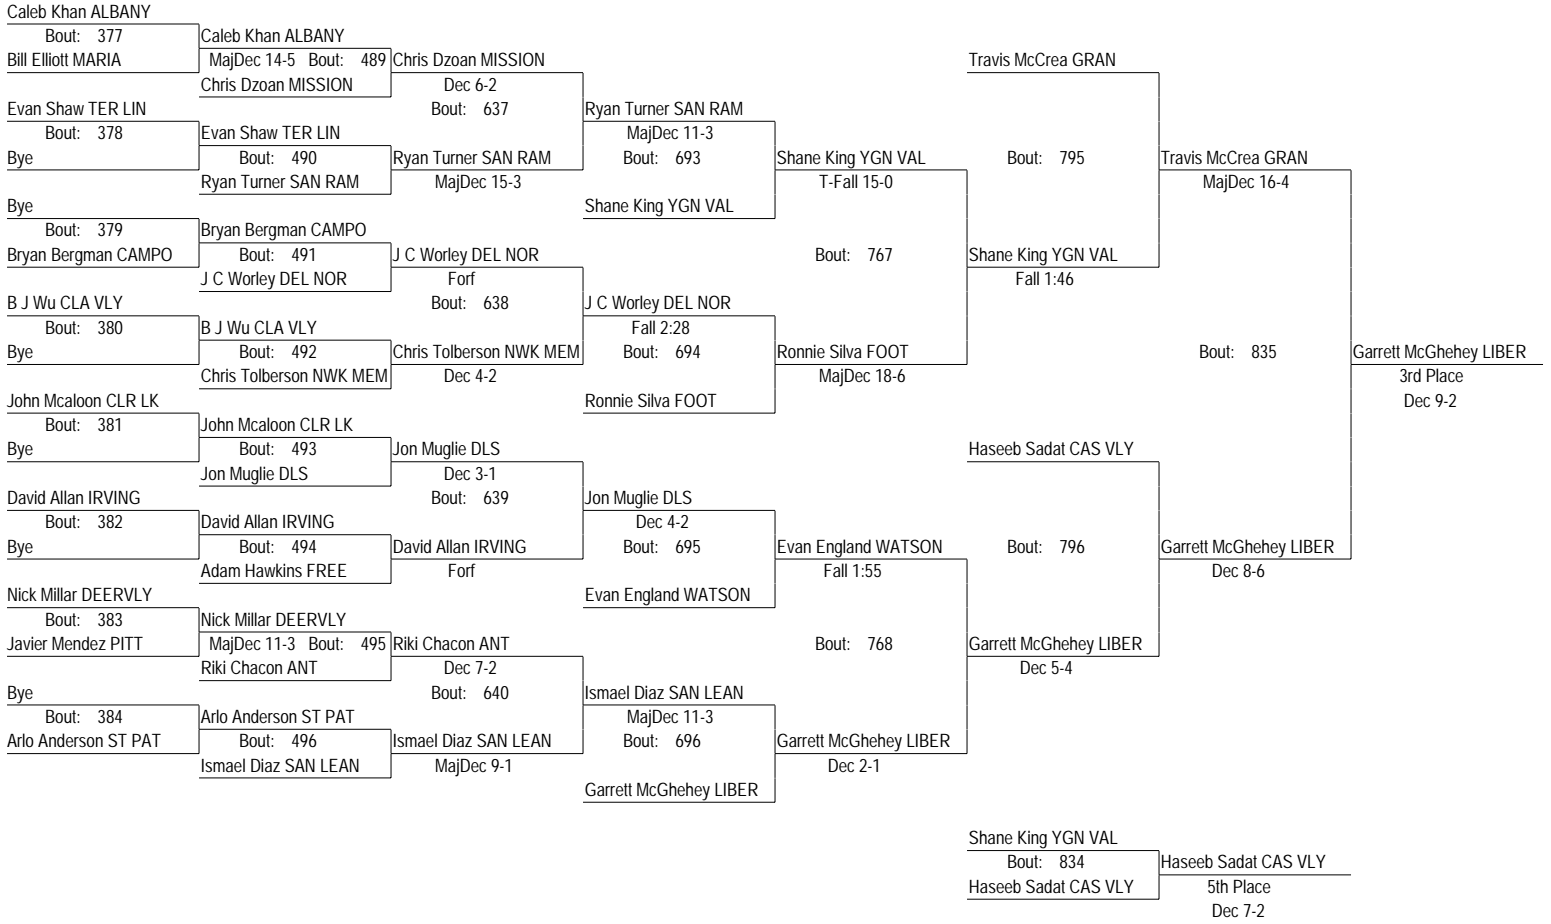 Caleb Khan ALBANY
Bout: 377
Caleb Khan ALBANY
Bill Elliott MARIA
MajDec 14-5 Bout: 489
Chris Dzoan MISSION
Travis McCrea GRAN
Chris Dzoan MISSION
Dec 6-2
Evan Shaw TER LIN
Bout: 637
Ryan Turner SAN RAM
Bout: 378
Evan Shaw TER LIN
MajDec 11-3
Bye
Bout: 490
Ryan Turner SAN RAM
Bout: 693
Shane King YGN VAL
Bout: 795
Travis McCrea GRAN
Ryan Turner SAN RAM
MajDec 15-3
T-Fall 15-0
MajDec 16-4
Bye
Shane King YGN VAL
Bout: 379
Bryan Bergman CAMPO
Bryan Bergman CAMPO
Bout: 491
J C Worley DEL NOR
Bout: 767
Shane King YGN VAL
J C Worley DEL NOR
Forf
Fall 1:46
B J Wu CLA VLY
Bout: 638
J C Worley DEL NOR
Bout: 380
B J Wu CLA VLY
Fall 2:28
Bye
Bout: 492
Chris Tolberson NWK MEM
Bout: 694
Ronnie Silva FOOT
Bout: 835
Garrett McGhehey LIBER
Chris Tolberson NWK MEM
Dec 4-2
MajDec 18-6
3rd Place
John Mcaloon CLR LK
Ronnie Silva FOOT
Dec 9-2
Bout: 381
John Mcaloon CLR LK
Bye
Bout: 493
Jon Muglie DLS
Haseeb Sadat CAS VLY
Jon Muglie DLS
Dec 3-1
David Allan IRVING
Bout: 639
Jon Muglie DLS
Bout: 382
David Allan IRVING
Dec 4-2
Bye
Bout: 494
David Allan IRVING
Bout: 695
Evan England WATSON
Bout: 796
Garrett McGhehey LIBER
Adam Hawkins FREE
Forf
Fall 1:55
Dec 8-6
Nick Millar DEERVLY
Evan England WATSON
Bout: 383
Nick Millar DEERVLY
Javier Mendez PITT
MajDec 11-3 Bout: 495
Riki Chacon ANT
Bout: 768
Garrett McGhehey LIBER
Riki Chacon ANT
Dec 7-2
Dec 5-4
Bye
Bout: 640
Ismael Diaz SAN LEAN
Bout: 384
Arlo Anderson ST PAT
MajDec 11-3
Arlo Anderson ST PAT
Bout: 496
Ismael Diaz SAN LEAN
Bout: 696
Garrett McGhehey LIBER
Ismael Diaz SAN LEAN
MajDec 9-1
Dec 2-1
Garrett McGhehey LIBER
Shane King YGN VAL
Bout: 834
Haseeb Sadat CAS VLY
Haseeb Sadat CAS VLY
5th Place
Dec 7-2